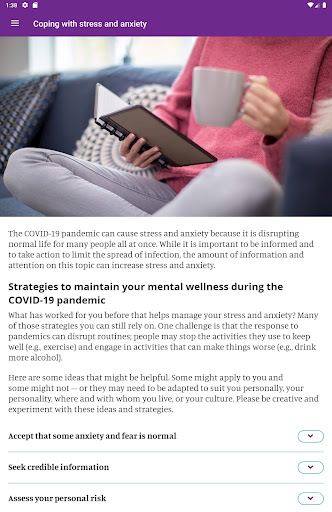 1:39
Coping with stress and anxiety
The COVID-19 pandemic can cause stress and anxiety because it is disrupting
normal life for many people all at once. While it is important to be informed and
to take action to limit the spread of infection, the amount of information and
attention on this topic can increase stress and anxiety.
Strategies to maintain your mental wellness during the
COVID-19 pandemic
What has worked for you before that helps manage your stress and anxiety? Many
of those strategies you can still rely on. One challenge is that the response to
pandemics can disrupt routines; people may stop the activities they use to keep
well (e.g., exercise) and engage in activities that can make things worse (e.g., drink
more alcohol).
Here are some ideas that might be helpful. Some might apply to you and
some might not — or they may need to be adapted to suit you personally, your
personality, where and with whom you live, or your culture. Please be creative and
experiment with these ideas and strategies.
Accept that some anxiety and fear is normal
Seek credible information
Assess your personal risk